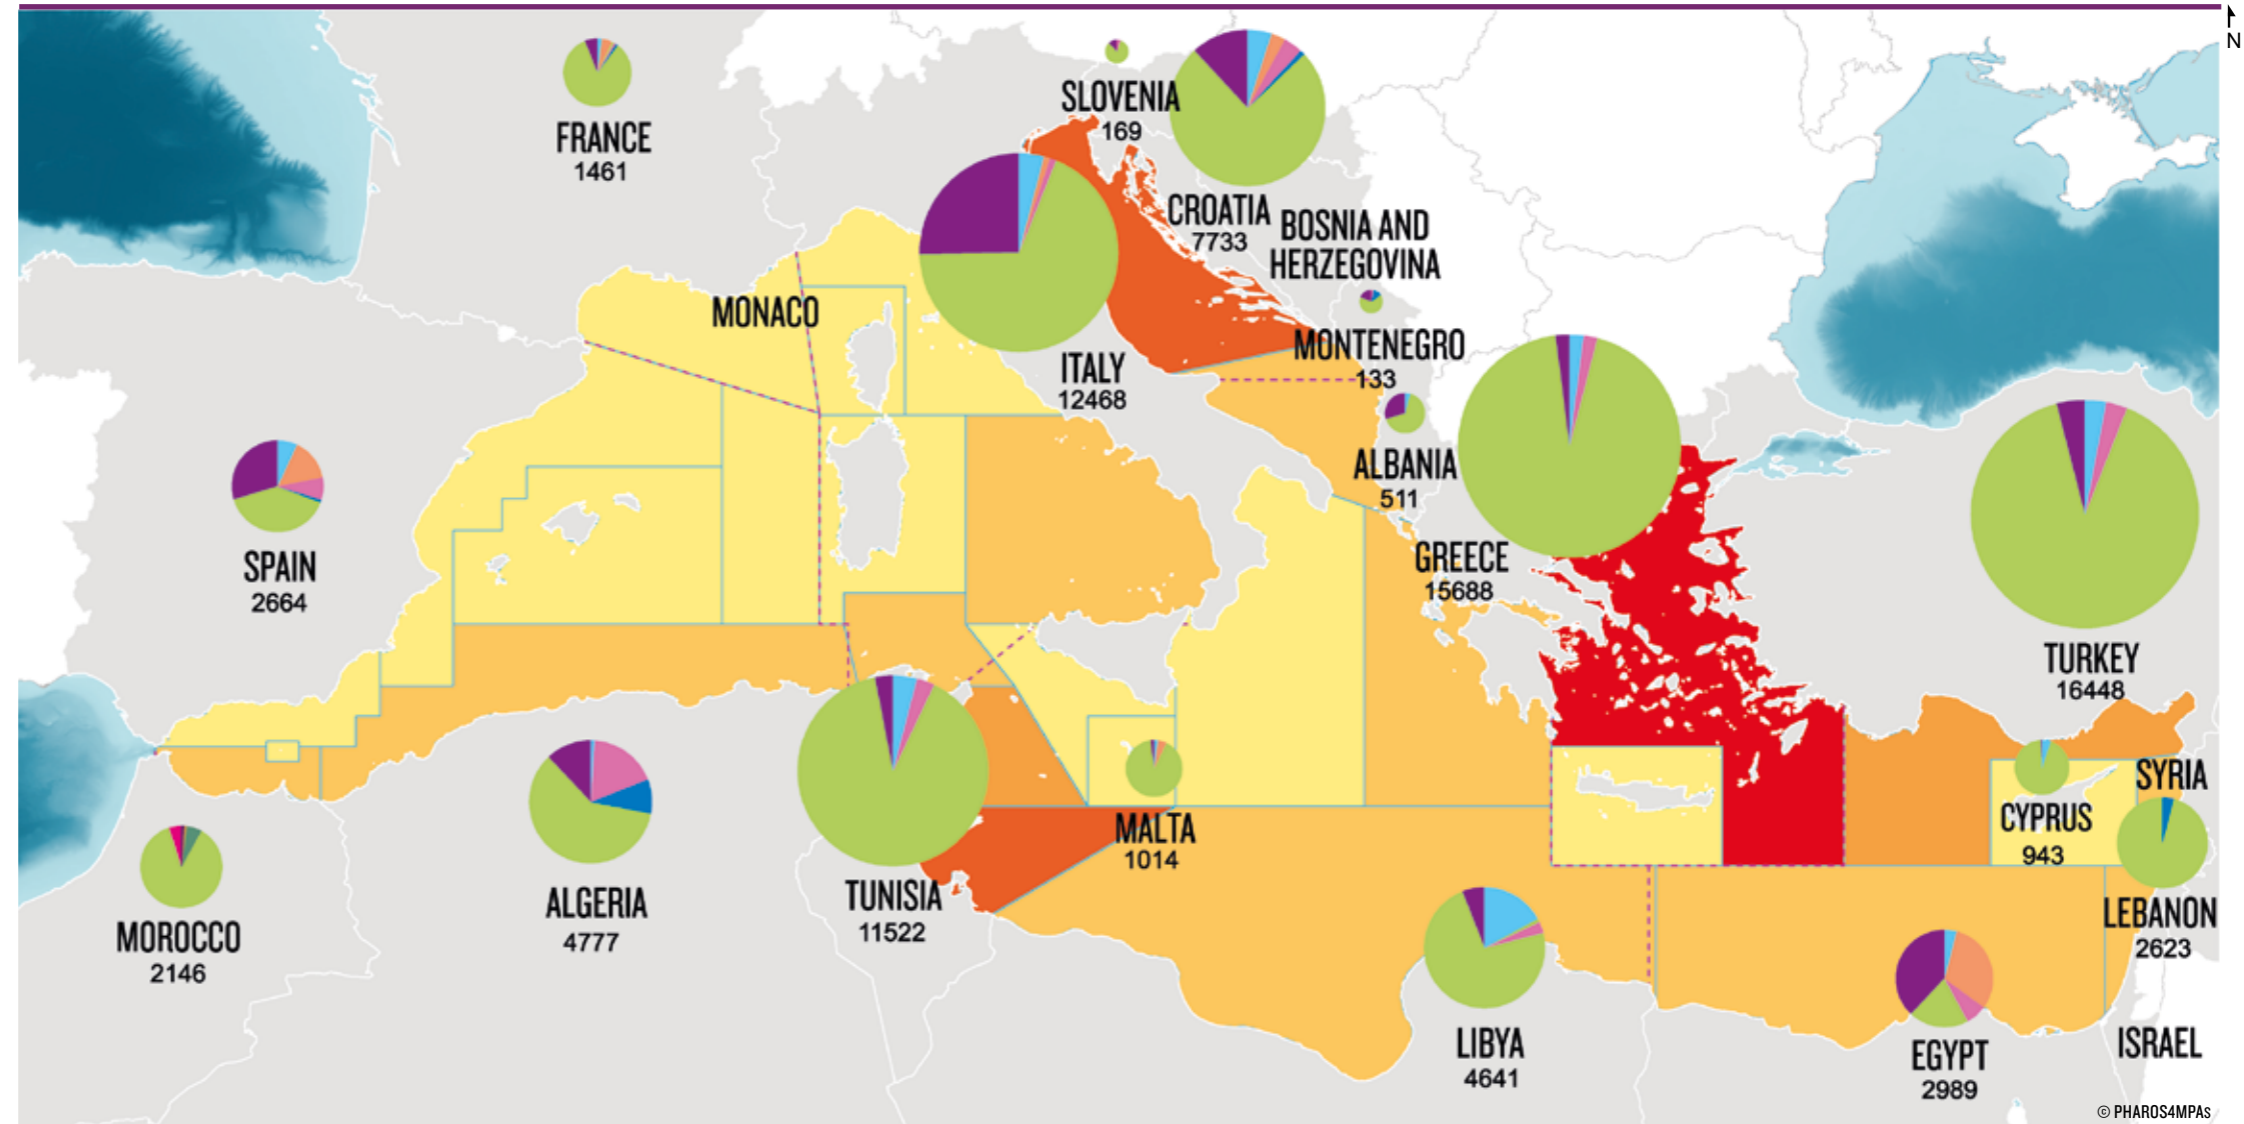 N
FRANCE
1461
SLOVENIA
169
CROATIA
7733
BOSNIA AND
HERZEGOVINA
MONACO
MONTENEGRO
133
ITALY
12468
ALBANIA
511
SPAIN
2664
GREECE
15688
TURKEY
16448
SYRIA
CYPRUS
943
MALTA
1014
ALGERIA
4777
TUNISIA
11522
MOROCCO
2146
LEBANON
2623
LIBYA
4641
EGYPT
2989
ISRAEL
© PHAROS4MPAs